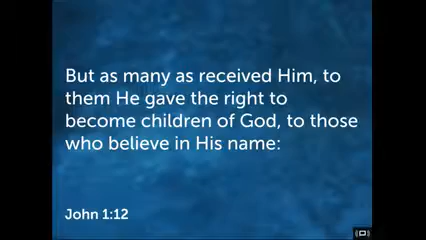 But as many as received Him, to
them He gave the right to
become children of God, to those
who believe in His name:
John 1:12